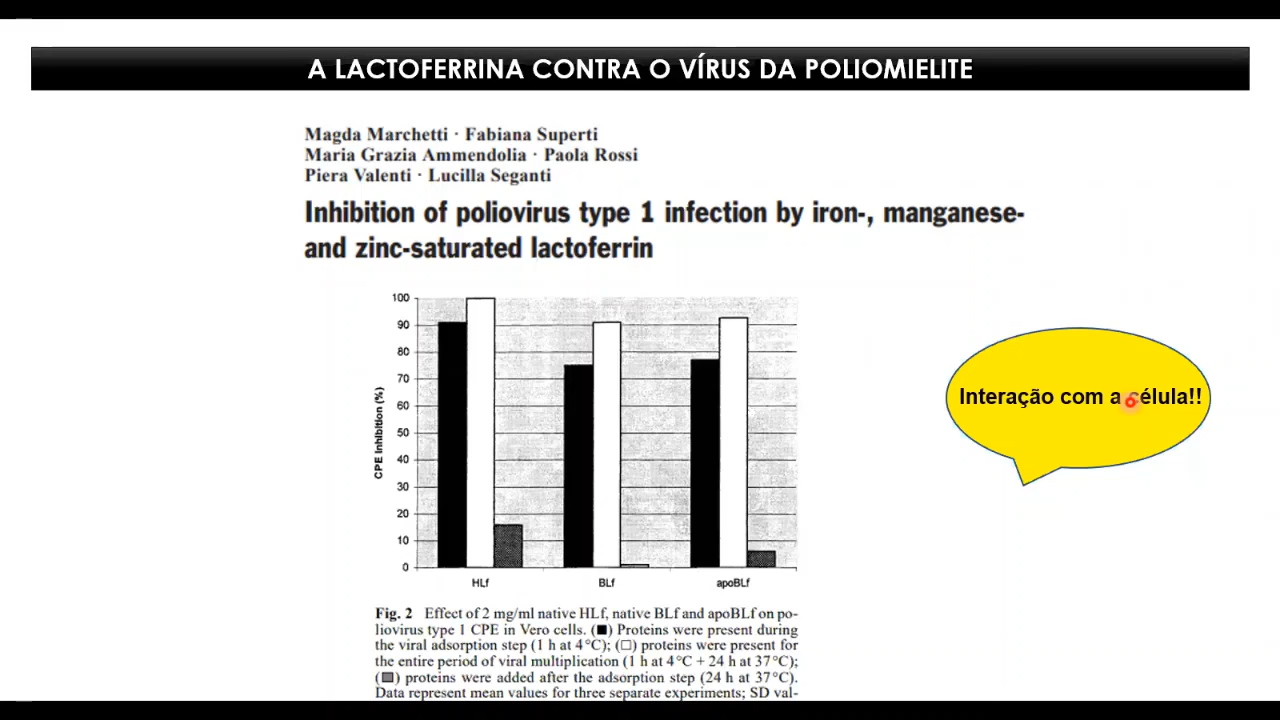 A LACTOFERRINA CONTRA O VÍRUS DA POLIOMIELITE
Magda Marchetti · Fabiana Superti
Maria Grazia Ammendolia · Paola Rossi
Piera Valenti · Lucilla Seganti
Inhibition of poliovirus type 1 infection by iron-, manganese-
and zinc-saturated lactoferrin
CPE Inhibition (%)
100
90
80
70
60
50
40
30
20
10
0
HLf BLf apoBLf
Interação com a célula!!
Fig. 2 Effect of 2 mg/ml native HLf, native BLf and apoBLf on po-
liovirus type 1 CPE in Vero cells. (■) Proteins were present during
the viral adsorption step (1 h at 4 °C); (□) proteins were present for
the entire period of viral multiplication (1 h at 4 °C + 24 h at 37 °C);
(▩) proteins were added after the adsorption step (24 h at 37 °C).
Data represent mean values for three separate experiments; SD val-